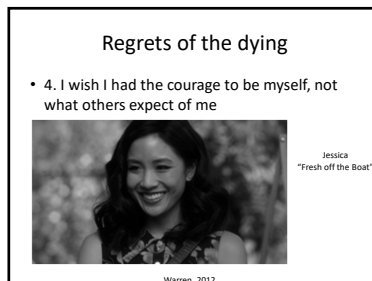 Regrets of the dying
• 4. I wish I had the courage to be myself, not
what others expect of me
Jessica
"Fresh off the Boat"
Warren, 2012